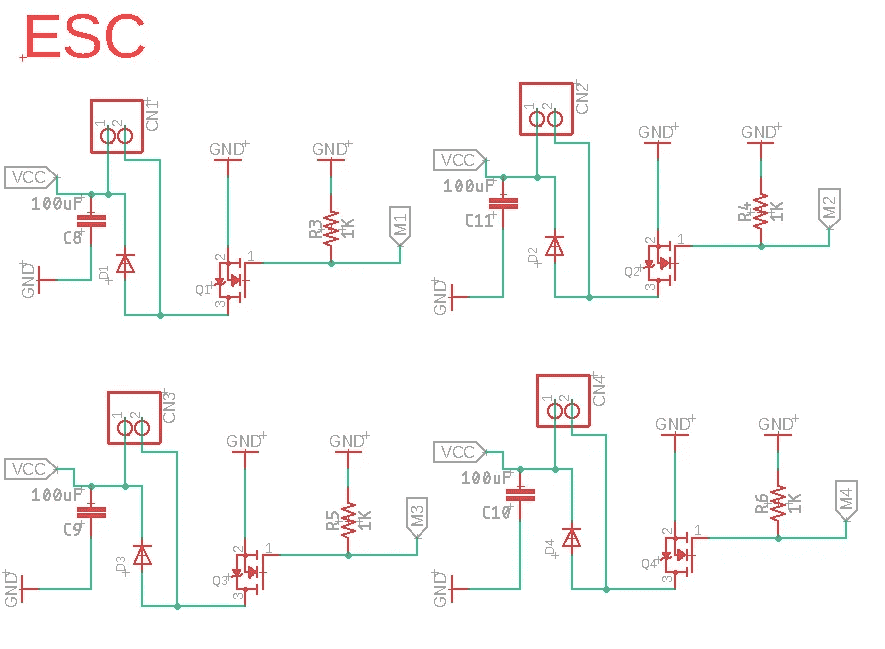 ESC
CN1
1 2
VCC
100uF
C8
GND
D1
GND
2
Q1
3
1
GND
R3
1K
M1
CN2
1 2
VCC
100uF
C11
GND
D2
GND
2
Q2
3
1
GND
R4
1K
M2
CN3
1 2
VCC
100uF
C9
GND
D3
GND
2
Q3
3
1
GND
R5
1K
M3
CN4
1 2
VCC
100uF
C10
GND
D4
GND
2
Q4
3
1
GND
R6
1K
M4